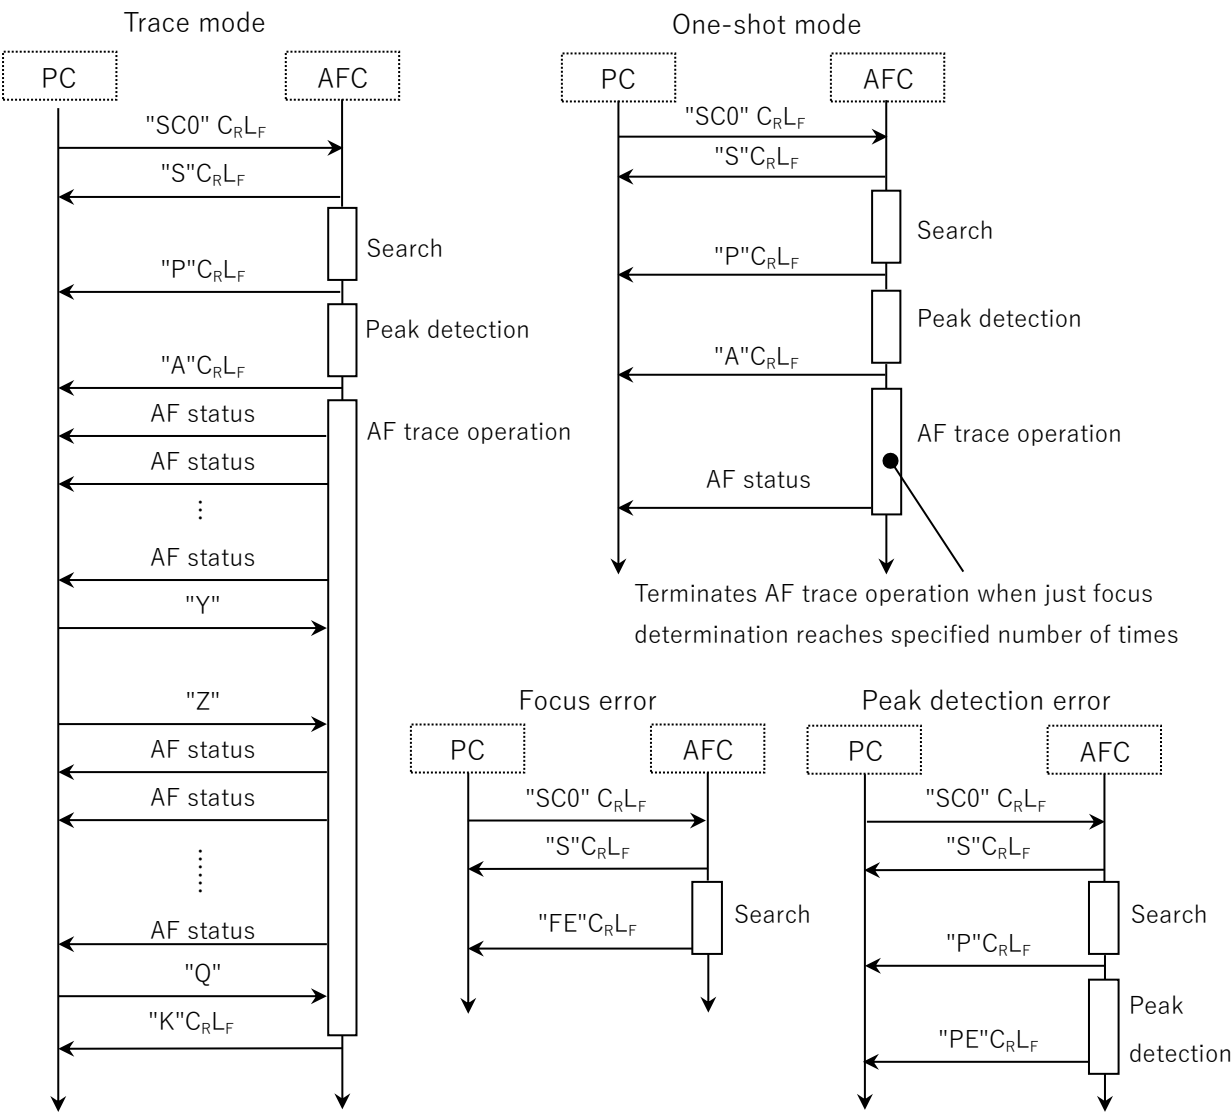 Trace mode
PC
AFC
"SC0" CRLF
"S"CRLF
Search
"P"CRLF
Peak detection
"A"CRLF
AF status
AF trace operation
AF status
⋮
AF status
"Y"
"Z"
AF status
AF status
⋮
AF status
"Q"
"K"CRLF
One-shot mode
PC
AFC
"SC0" CRLF
"S"CRLF
Search
"P"CRLF
Peak detection
"A"CRLF
AF trace operation
AF status
Terminates AF trace operation when just focus
determination reaches specified number of times
Focus error
PC
AFC
"SC0" CRLF
"S"CRLF
Search
"FE"CRLF
Peak detection error
PC
AFC
"SC0" CRLF
"S"CRLF
Search
"P"CRLF
Peak
detection
"PE"CRLF